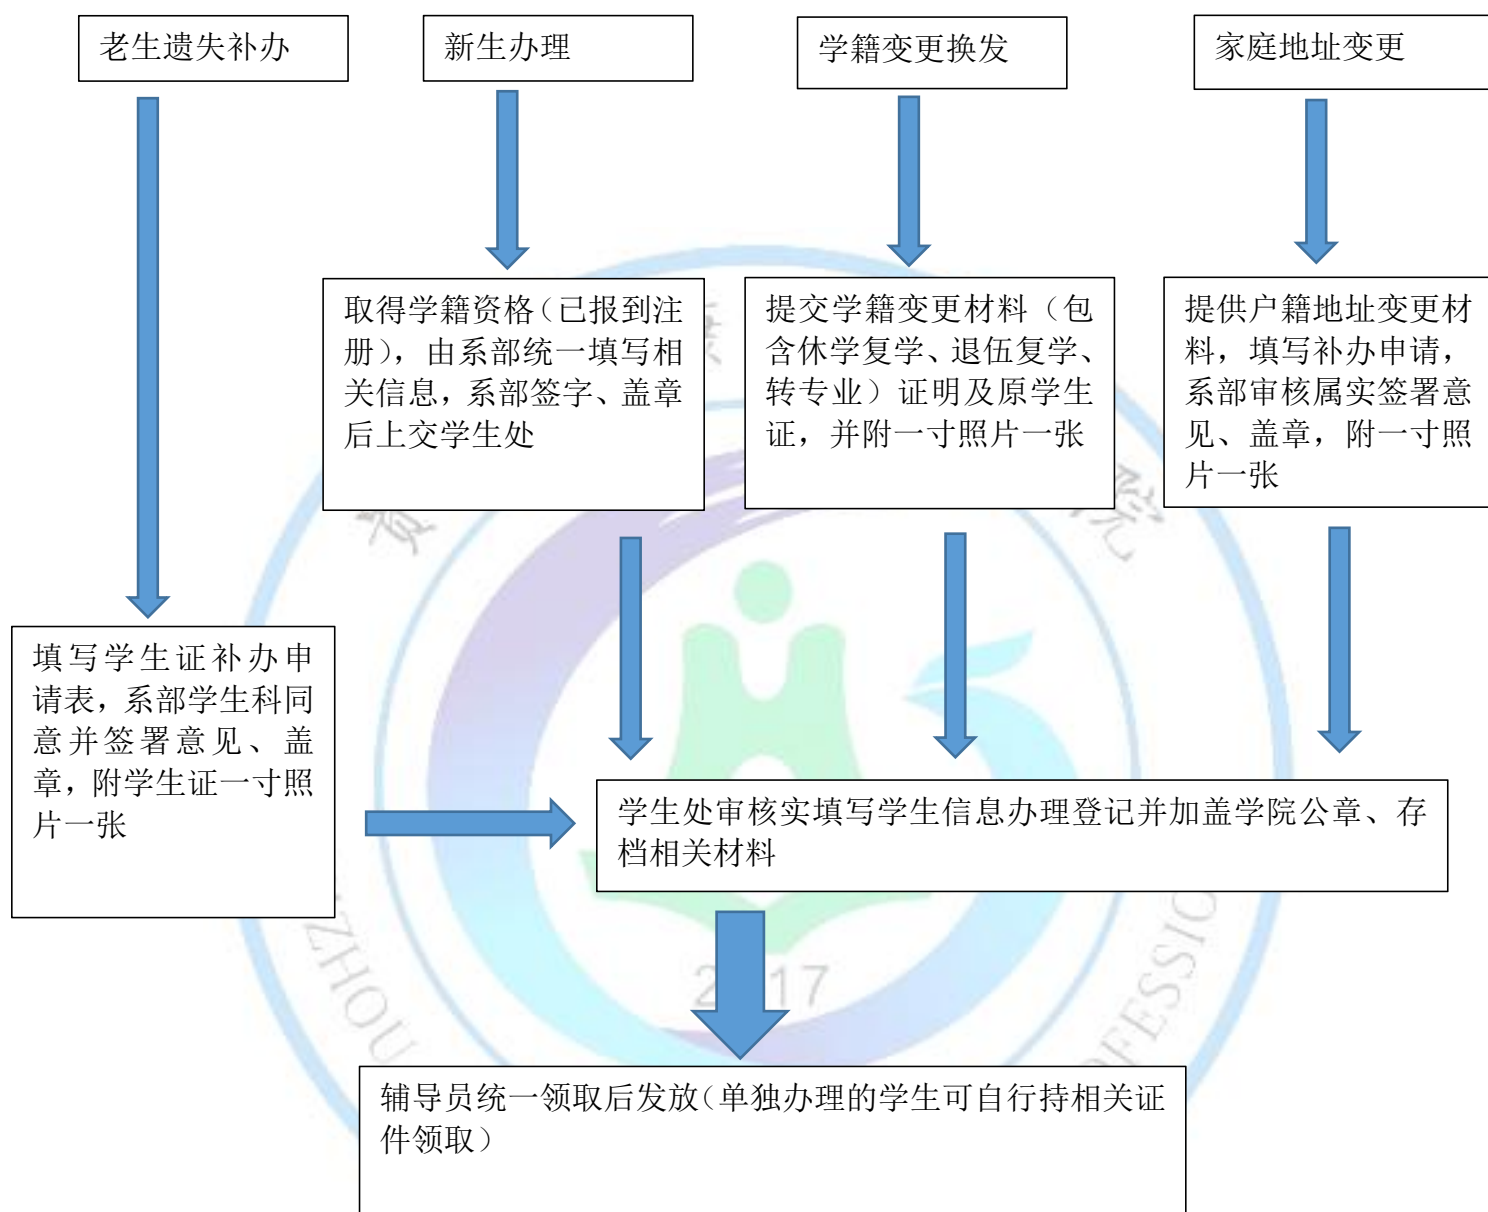 老生遗失补办
新生办理
学籍变更换发
家庭地址变更
取得学籍资格（已报到注
册），由系部统一填写相
关信息，系部签字、盖章
后上交学生处
提交学籍变更材料（包
含休学复学、退伍复学、
转专业）证明及原学生
证，并附一寸照片一张
提供户籍地址变更材
料，填写补办申请，
系部审核属实签署意
见、盖章，附一寸照
片一张
填写学生证补办申
请表，系部学生科同
意并签署意见、盖
章，附学生证一寸照
片一张
学生处审核实填写学生信息办理登记并加盖学院公章、存
档相关材料
辅导员统一领取后发放（单独办理的学生可自行持相关证
件领取）
院
ZHOU
OFESSIO